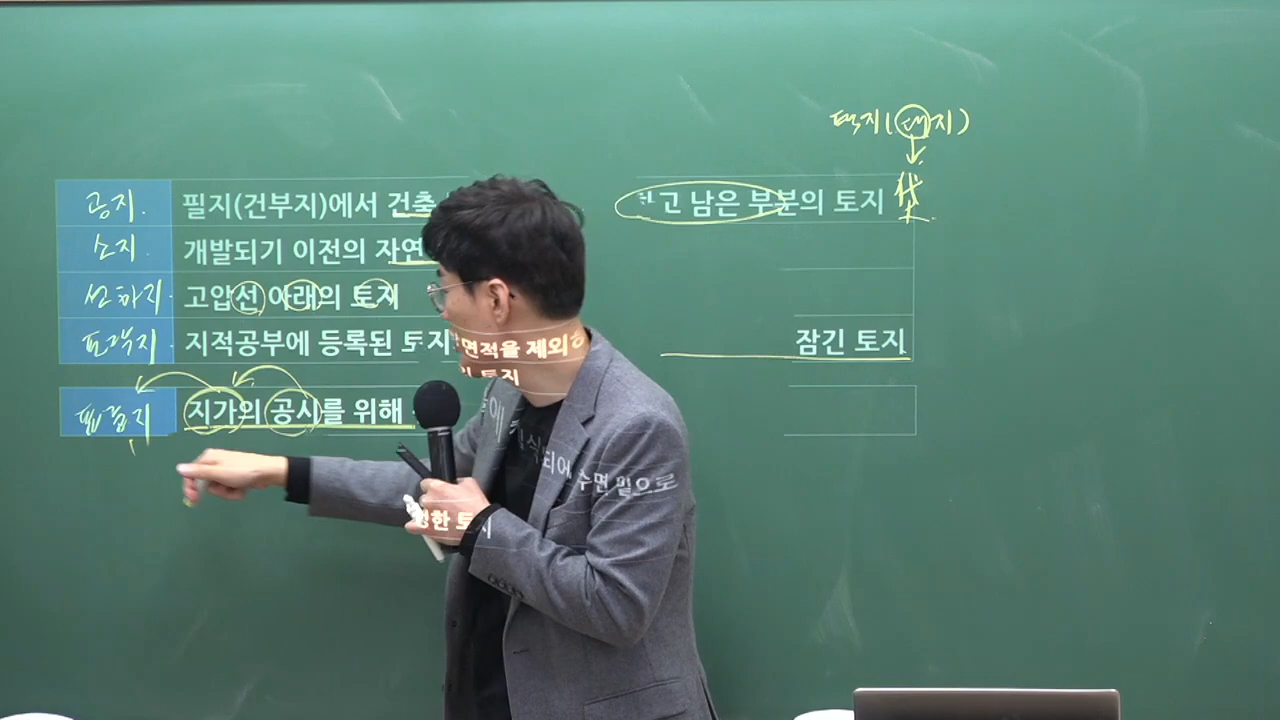 택지(대지)
垈
공지. 필지(건부지)에서 건축 하고 남은 부분의 토지
소지. 개발되기 이전의 자연
선하지. 고압선 아래의 토지
포락지. 지적공부에 등록된 토지 잠긴 토지
면적을 제외
토지
지가의 공시를 위해
수면 밑으로
한 토지